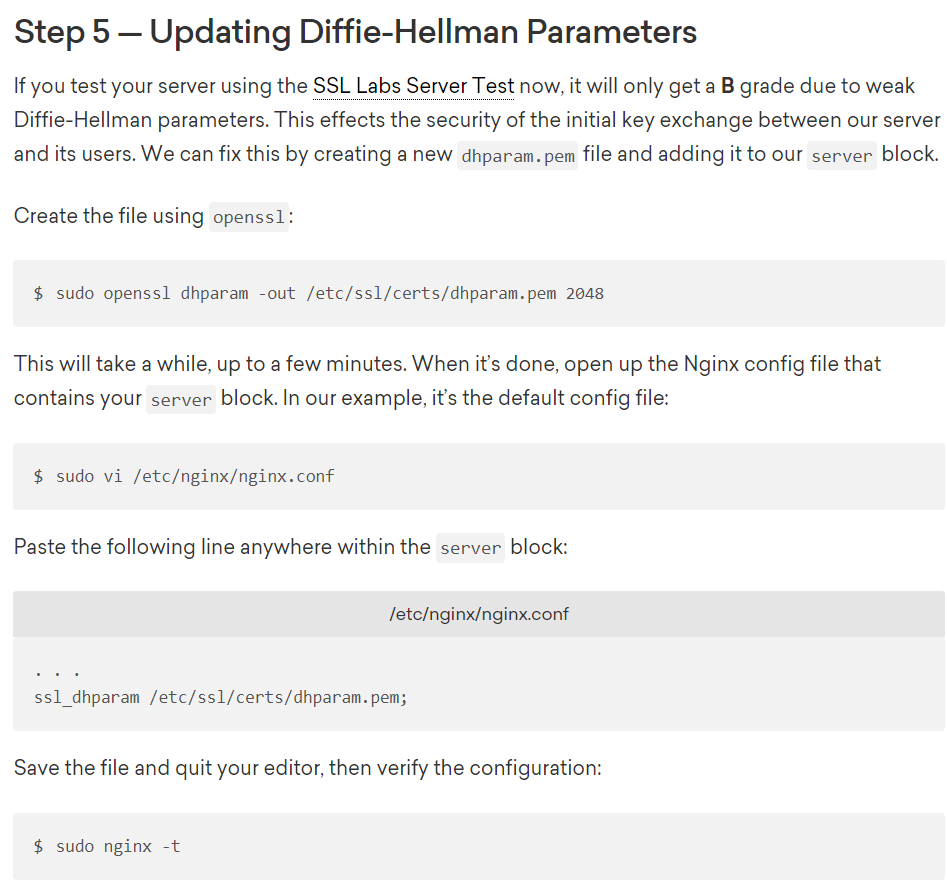 Step 5 — Updating Diffie-Hellman Parameters
If you test your server using the SSL Labs Server Test now, it will only get a B grade due to weak
Diffie-Hellman parameters. This effects the security of the initial key exchange between our server
and its users. We can fix this by creating a new dhparam.pem file and adding it to our server block.
Create the file using openssl:
$ sudo openssl dhparam -out /etc/ssl/certs/dhparam.pem 2048
This will take a while, up to a few minutes. When it’s done, open up the Nginx config file that
contains your server block. In our example, it’s the default config file:
$ sudo vi /etc/nginx/nginx.conf
Paste the following line anywhere within the server block:
/etc/nginx/nginx.conf
. . .
ssl_dhparam /etc/ssl/certs/dhparam.pem;
Save the file and quit your editor, then verify the configuration:
$ sudo nginx -t